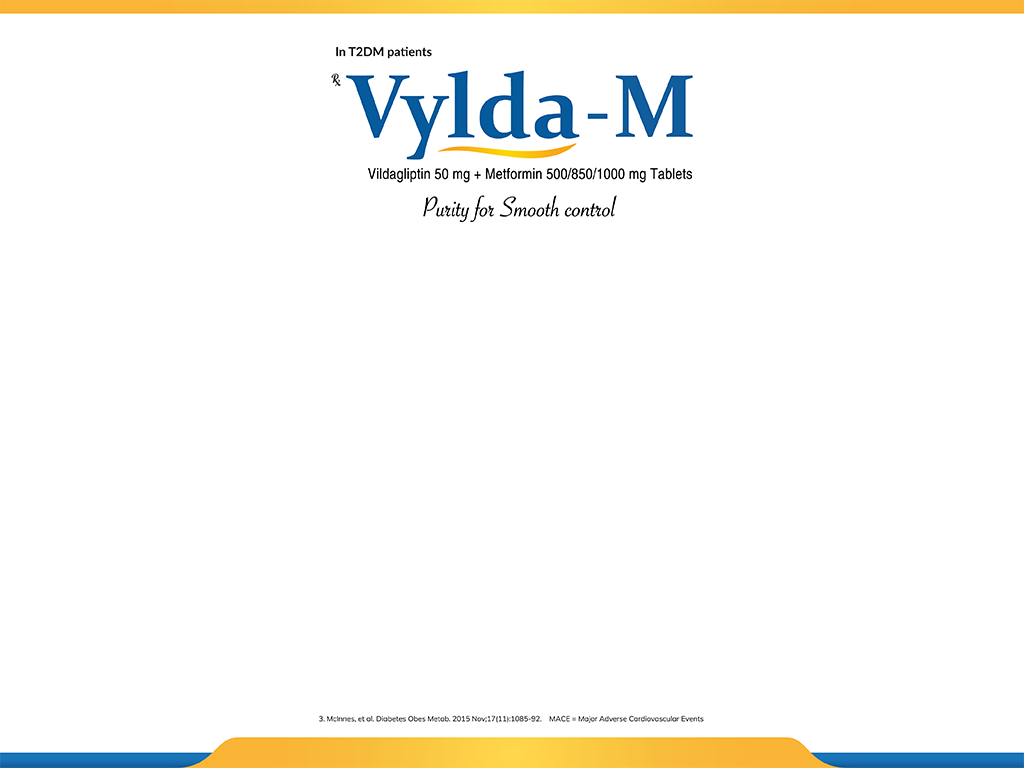 In T2DM patients
℞ Vylda-M
Vildagliptin 50 mg + Metformin 500/850/1000 mg Tablets
Purity for Smooth control
3. McInnes, et al. Diabetes Obes Metab. 2015 Nov;17(11):1085-92. MACE = Major Adverse Cardiovascular Events